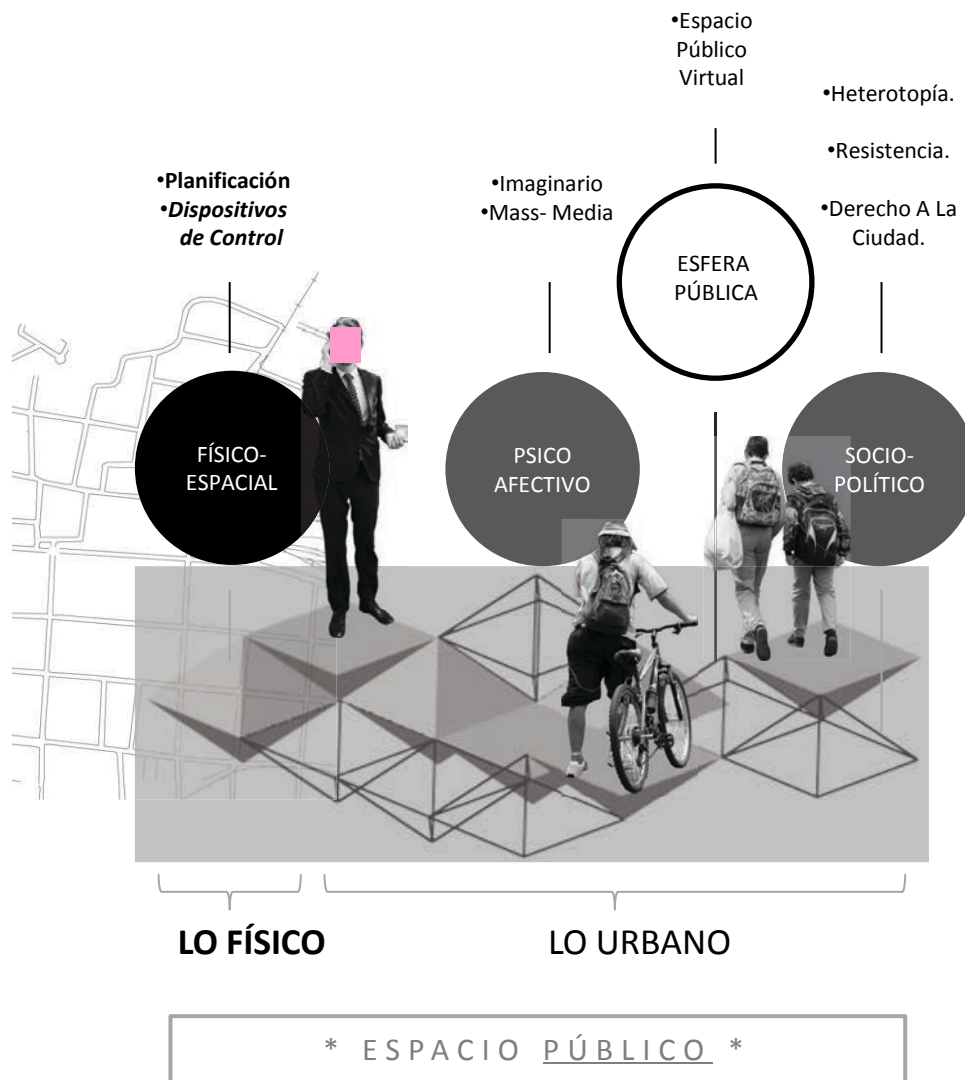 •Espacio
Público
Virtual
•Heterotopía.
•Resistencia.
•Derecho A La
Ciudad.
•Planificación
•Dispositivos
de Control
•Imaginario
•Mass- Media
ESFERA
PÚBLICA
FÍSICO-
ESPACIAL
PSICO
AFECTIVO
SOCIO-
POLÍTICO
LO FÍSICO
LO URBANO
* ESPACIO PÚBLICO *